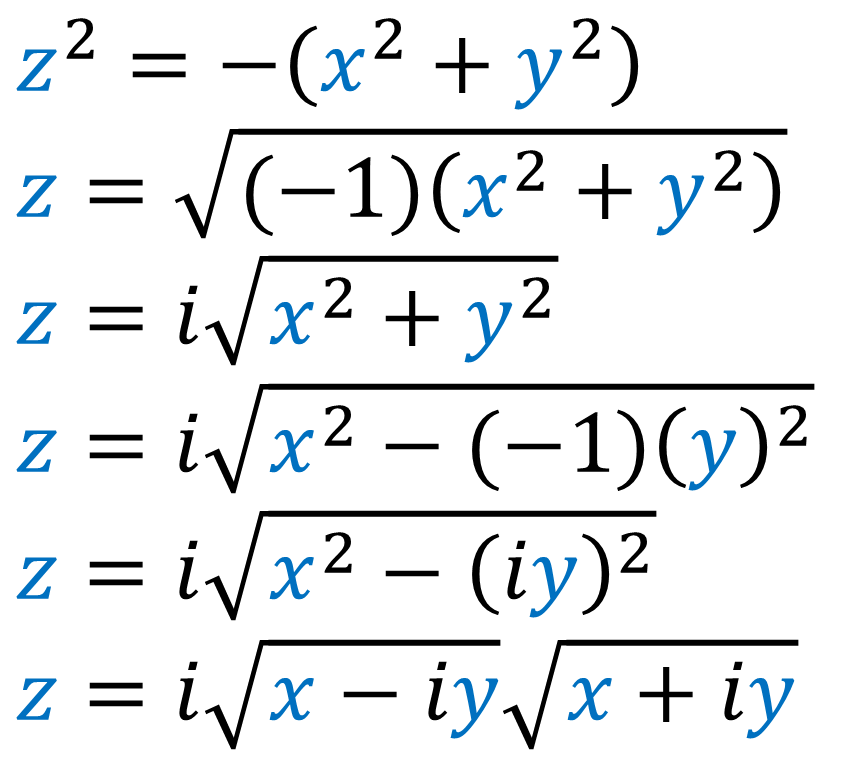 z² = −(x² + y²)
z = √((−1)(x² + y²))
z = i√(x² + y²)
z = i√(x² − (−1)(y)²)
z = i√(x² − (iy)²)
z = i√(x − iy)√(x + iy)